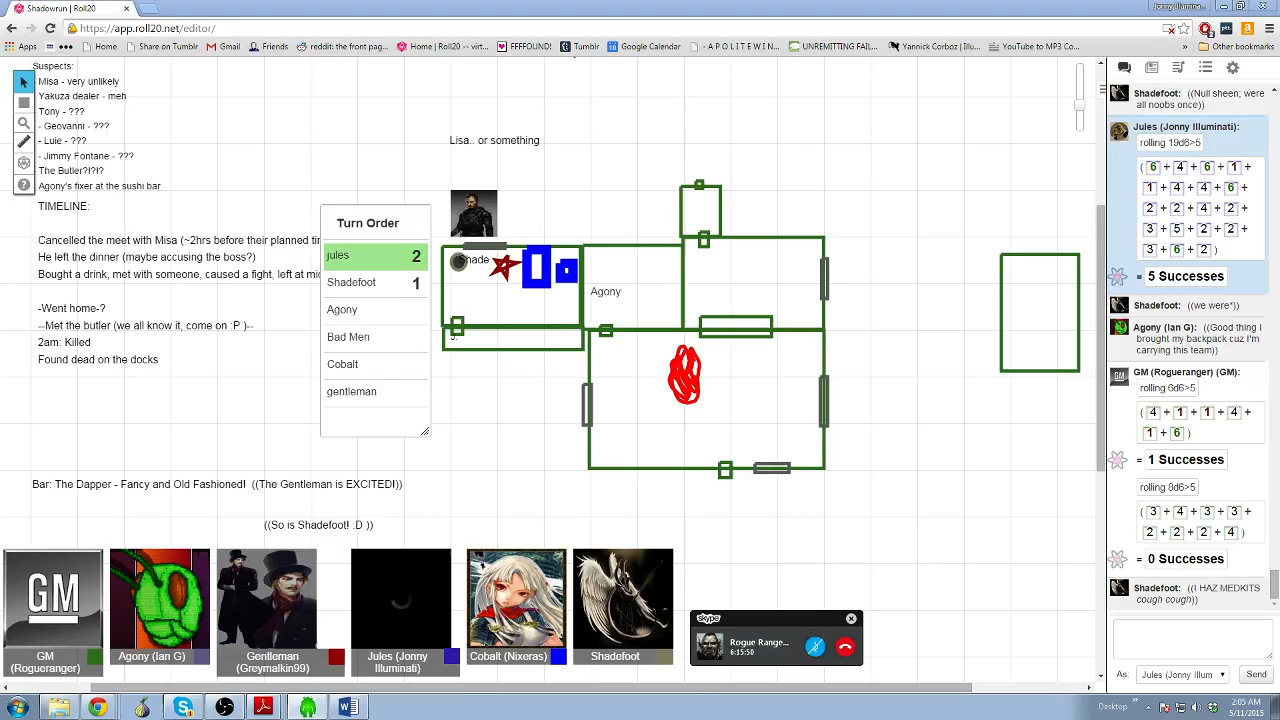 Shadowrun | Roll20
Jonny Illumine...
https://app.roll20.net/editor/
Apps
Home
Share on Tumblr
Gmail
Friends
reddit: the front pag...
Home | Roll20 -- virt...
FFFFOUND!
Tumblr
Google Calendar
- A P O L I T E W I N...
UNREMITTING FAIL...
Yannics Corboz | Illu...
YouTube to MP3 Co...
Other bookmarks
Suspects:
Misa - very unlikely
Yakuza dealer - meh
Tony - ???
- Geovanni - ???
- Luie - ???
- Jimmy Fontane - ???
The Butler?!?!?
Agony's fixer at the sushi bar
TIMELINE:
Cancelled the meet with Misa (~2hrs before their planned tir
He left the dinner (maybe accusing the boss?)
Bought a drink, met with someone, caused a fight, left at mi
-Went home-?
--Met the butler (we all know it, come on :P )--
2am: Killed
Found dead on the docks
Lisa.. or something
Turn Order
jules 2
Shadefoot 1
Agony
Bad Men
Cobalt
gentleman
Shade
Agony
Bar: The Dapper - Fancy and Old Fashioned! ((The Gentleman is EXCITED!))
((So is Shadefoot! :D ))
GM
GM (Rogueranger)
Agony (Ian G)
Gentleman (Greymalkin99)
Jules (Jonny Illuminati)
Cobalt (Nixeras)
Shadefoot
skype
Rogue Range...
6:15:50
Shadefoot: ((Null sheen; were
all noobs once))
Jules (Jonny Illuminati):
rolling 19d6>5
( 6 + 4 + 6 + 1 +
1 + 4 + 4 + 6 +
2 + 2 + 4 + 2 +
3 + 5 + 2 + 2 +
3 + 6 + 2 )
= 5 Successes
Shadefoot: ((we were*))
Agony (Ian G): ((Good thing I
brought my backpack cuz I'm
carrying this team))
GM (Rogueranger) (GM):
rolling 6d6>5
( 4 + 1 + 1 + 4 +
1 + 6 )
= 1 Successes
rolling 8d6>5
( 3 + 4 + 3 + 3 +
2 + 2 + 2 + 4 )
= 0 Successes
Shadefoot: ((I HAZ MEDKITS
cough cough))
As: Jules (Jonny Illum
Send
Desktop
2:05 AM
5/11/2015